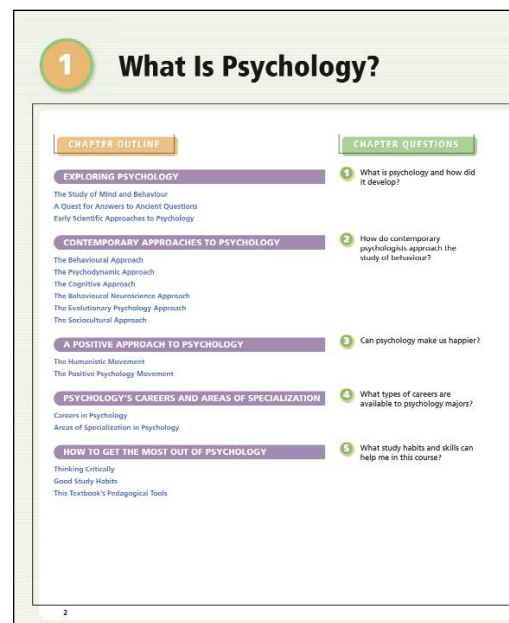 1
What Is Psychology?
CHAPTER OUTLINE
EXPLORING PSYCHOLOGY
The Study of Mind and Behaviour
A Quest for Answers to Ancient Questions
Early Scientific Approaches to Psychology
CONTEMPORARY APPROACHES TO PSYCHOLOGY
The Behavioural Approach
The Psychodynamic Approach
The Cognitive Approach
The Behavioural Neuroscience Approach
The Evolutionary Psychology Approach
The Sociocultural Approach
A POSITIVE APPROACH TO PSYCHOLOGY
The Humanistic Movement
The Positive Psychology Movement
PSYCHOLOGY'S CAREERS AND AREAS OF SPECIALIZATION
Careers in Psychology
Areas of Specialization in Psychology
HOW TO GET THE MOST OUT OF PSYCHOLOGY
Thinking Critically
Good Study Habits
This Textbook's Pedagogical Tools
CHAPTER QUESTIONS
1 What is psychology and how did
it develop?
2 How do contemporary
psychologists approach the
study of behaviour?
3 Can psychology make us happier?
4 What types of careers are
available to psychology majors?
5 What study habits and skills can
help me in this course?
2